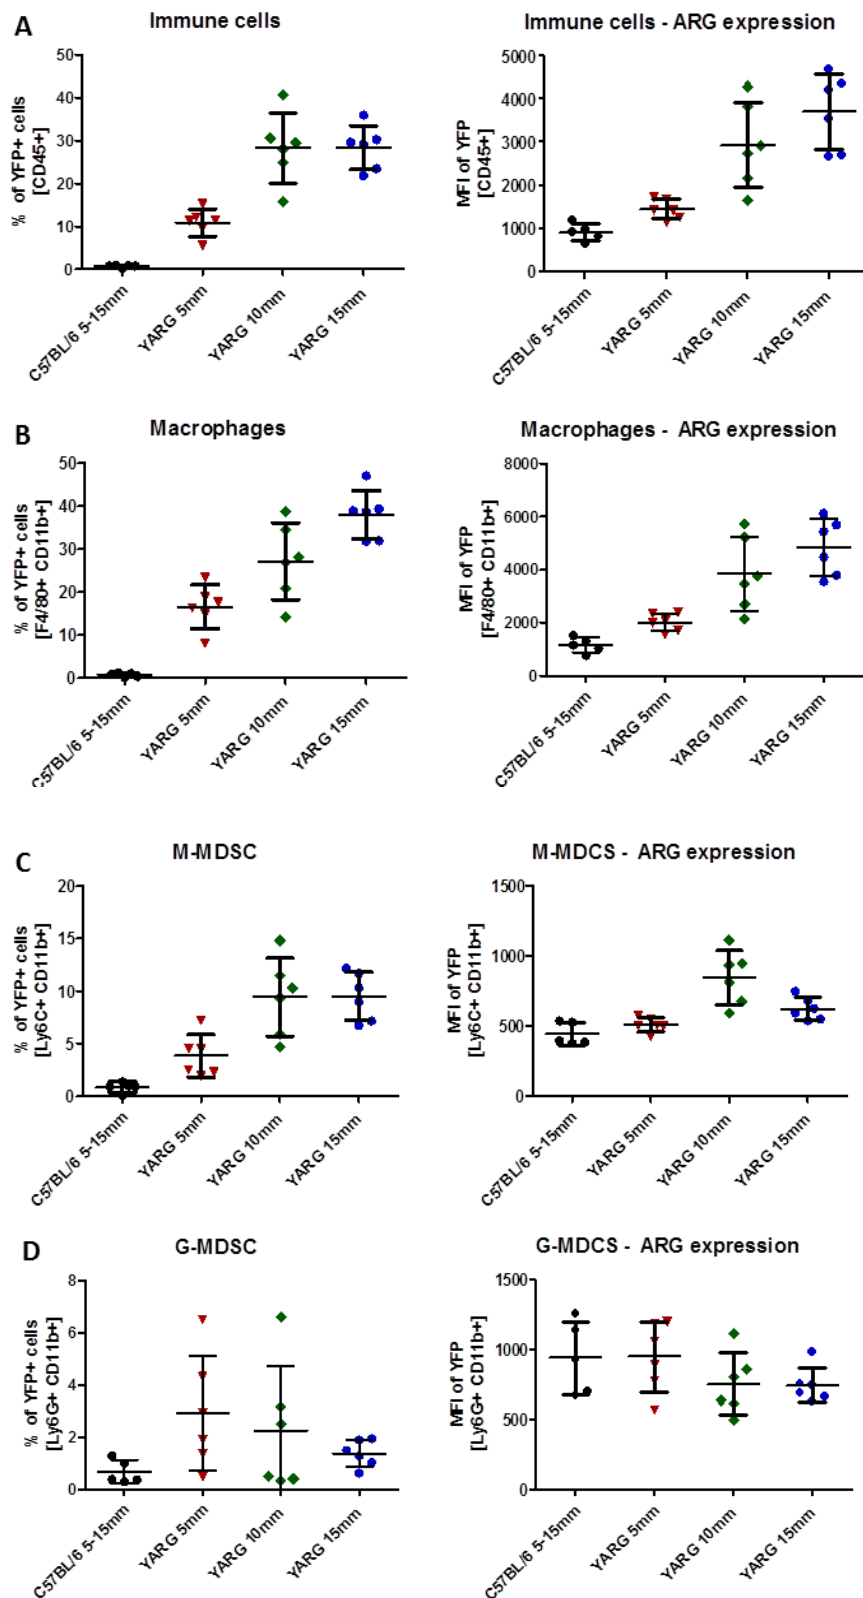 A
Immune cells
% of YFP+ cells
[CD45+]
50
40
30
20
10
0
C57BL/6 5-15mm
YARG 5mm
YARG 10mm
YARG 15mm
Immune cells - ARG expression
MFI of YFP
[CD45+]
5000
4000
3000
2000
1000
0
C57BL/6 5-15mm
YARG 5mm
YARG 10mm
YARG 15mm
B
Macrophages
% of YFP+ cells
[F4/80+ CD11b+]
50
40
30
20
10
0
C57BL/6 5-15mm
YARG 5mm
YARG 10mm
YARG 15mm
Macrophages - ARG expression
MFI of YFP
[F4/80+ CD11b+]
8000
6000
4000
2000
0
C57BL/6 5-15mm
YARG 5mm
YARG 10mm
YARG 15mm
C
M-MDSC
% of YFP+ cells
[Ly6C+ CD11b+]
20
15
10
5
0
C57BL/6 5-15mm
YARG 5mm
YARG 10mm
YARG 15mm
M-MDCS - ARG expression
MFI of YFP
[Ly6C+ CD11b+]
1500
1000
500
0
C57BL/6 5-15mm
YARG 5mm
YARG 10mm
YARG 15mm
D
G-MDSC
% of YFP+ cells
[Ly6G+ CD11b+]
8
6
4
2
0
C57BL/6 5-15mm
YARG 5mm
YARG 10mm
YARG 15mm
G-MDCS - ARG expression
MFI of YFP
[Ly6G+ CD11b+]
1500
1000
500
0
C57BL/6 5-15mm
YARG 5mm
YARG 10mm
YARG 15mm